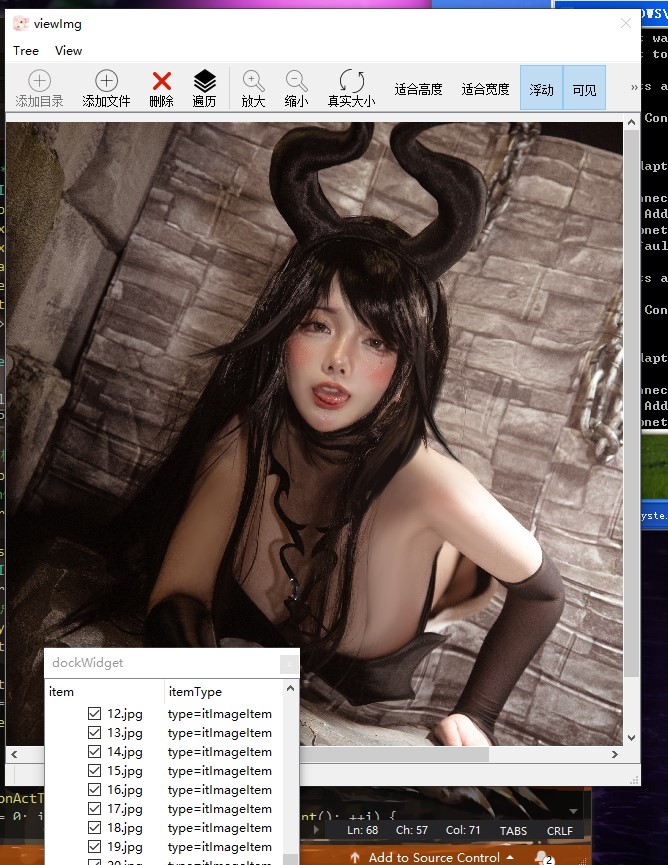 viewImg
Tree View
添加目录 添加文件 删除 遍历 放大 缩小 真实大小 适合高度 适合宽度 浮动 可见 »
dockWidget
item itemType
12.jpg type=itImageItem
13.jpg type=itImageItem
14.jpg type=itImageItem
15.jpg type=itImageItem
16.jpg type=itImageItem
17.jpg type=itImageItem
18.jpg type=itImageItem
19.jpg type=itImageItem
Ln: 68 Ch: 57 Col: 71 TABS CRLF
Add to Source Control 2